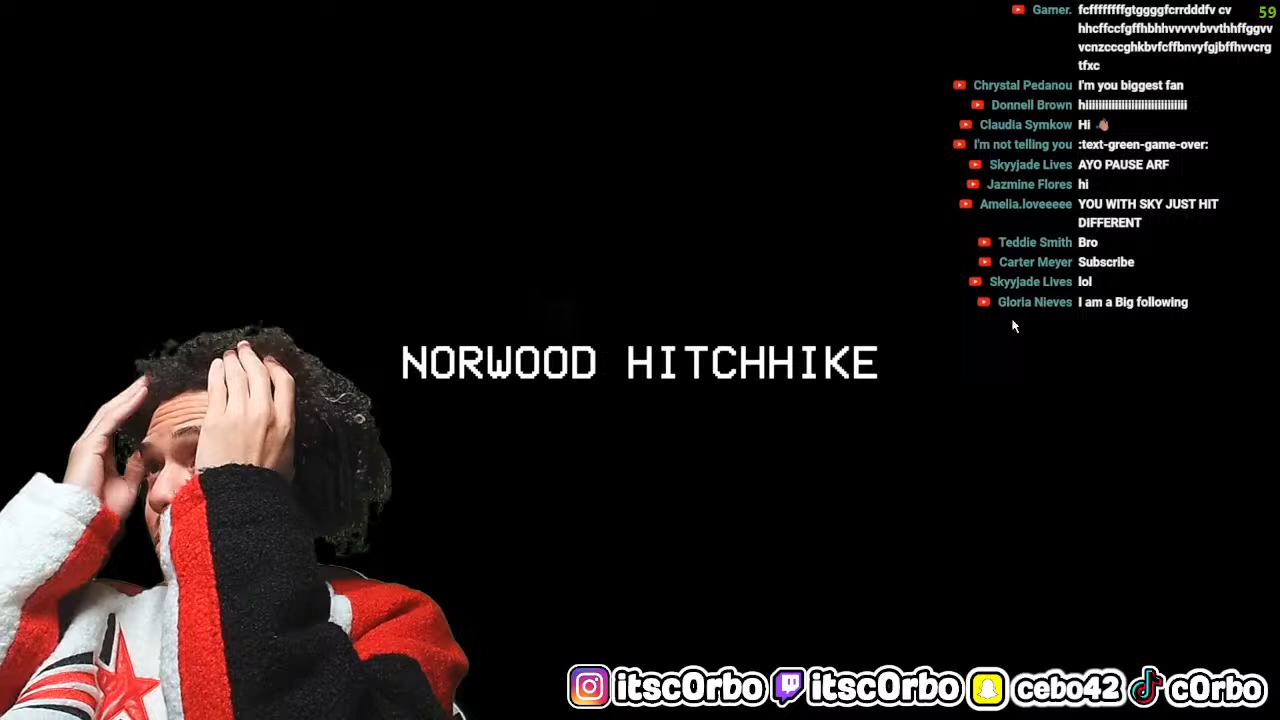 59
Gamer. fcffffffffgtggggfcrrdddfv cv
hhcffccfgffhbhhvvvvvbvvthhffggvv
vcnzcccghkbvfcffbnvyfgjbffhvvcrg
tfxc
Chrystal Pedanou I'm you biggest fan
Donnell Brown hiiiiiiiiiiiiiiiiiiiiiiiiiiiiiii
Claudia Symkow Hi
I'm not telling you :text-green-game-over:
Skyyjade Lives AYO PAUSE ARF
Jazmine Flores hi
Amelia.loveeeee YOU WITH SKY JUST HIT
DIFFERENT
Teddie Smith Bro
Carter Meyer Subscribe
Skyyjade Lives lol
Gloria Nieves I am a Big following
NORWOOD HITCHHIKE
itsc0rbo itsc0rbo cebo42 c0rbo